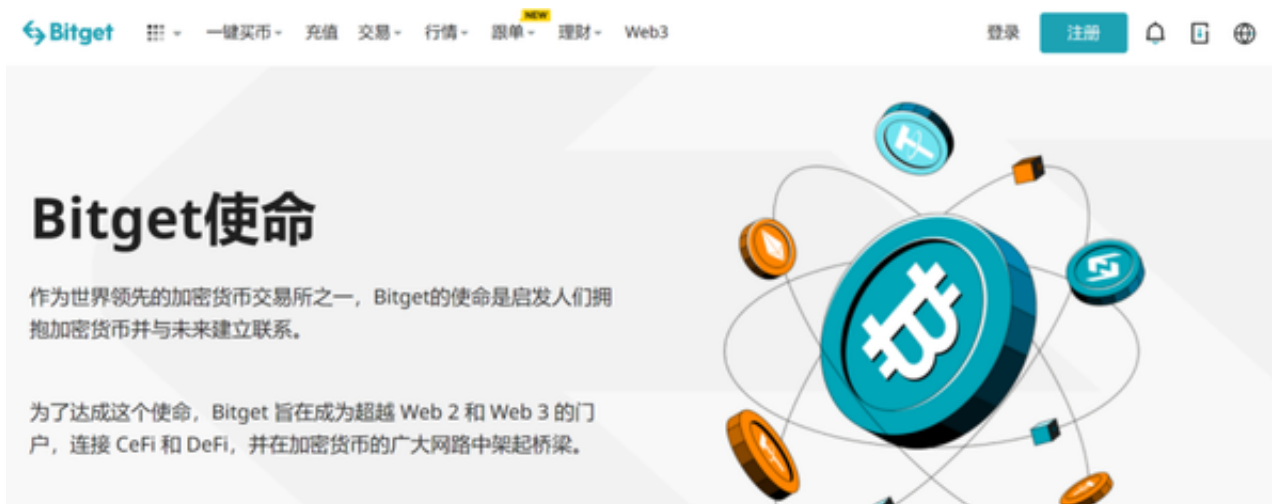 Bitget 一键买币 充值 交易 行情 跟单 NEW 理财 Web3 登录 注册
Bitget使命
作为世界领先的加密货币交易所之一，Bitget的使命是启发人们拥
抱加密货币并与未来建立联系。
为了达成这个使命，Bitget 旨在成为超越 Web 2 和 Web 3 的门
户，连接 CeFi 和 DeFi，并在加密货币的广大网路中架起桥梁。